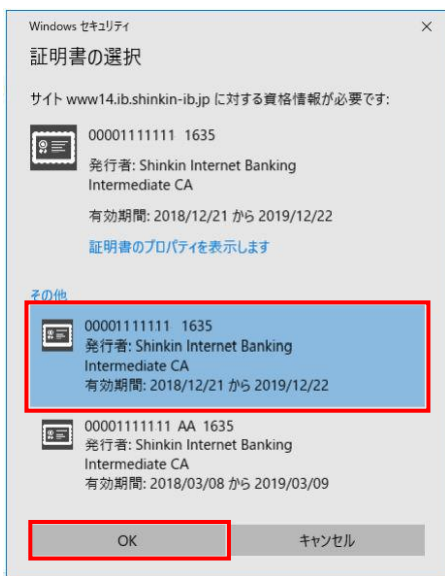 Windows セキュリティ
証明書の選択
サイト www14.ib.shinkin-ib.jp に対する資格情報が必要です:
00001111111 1635
発行者: Shinkin Internet Banking
Intermediate CA
有効期間: 2018/12/21 から 2019/12/22
証明書のプロパティを表示します
その他
00001111111 1635
発行者: Shinkin Internet Banking
Intermediate CA
有効期間: 2018/12/21 から 2019/12/22
00001111111 AA 1635
発行者: Shinkin Internet Banking
Intermediate CA
有効期間: 2018/03/08 から 2019/03/09
OK
キャンセル